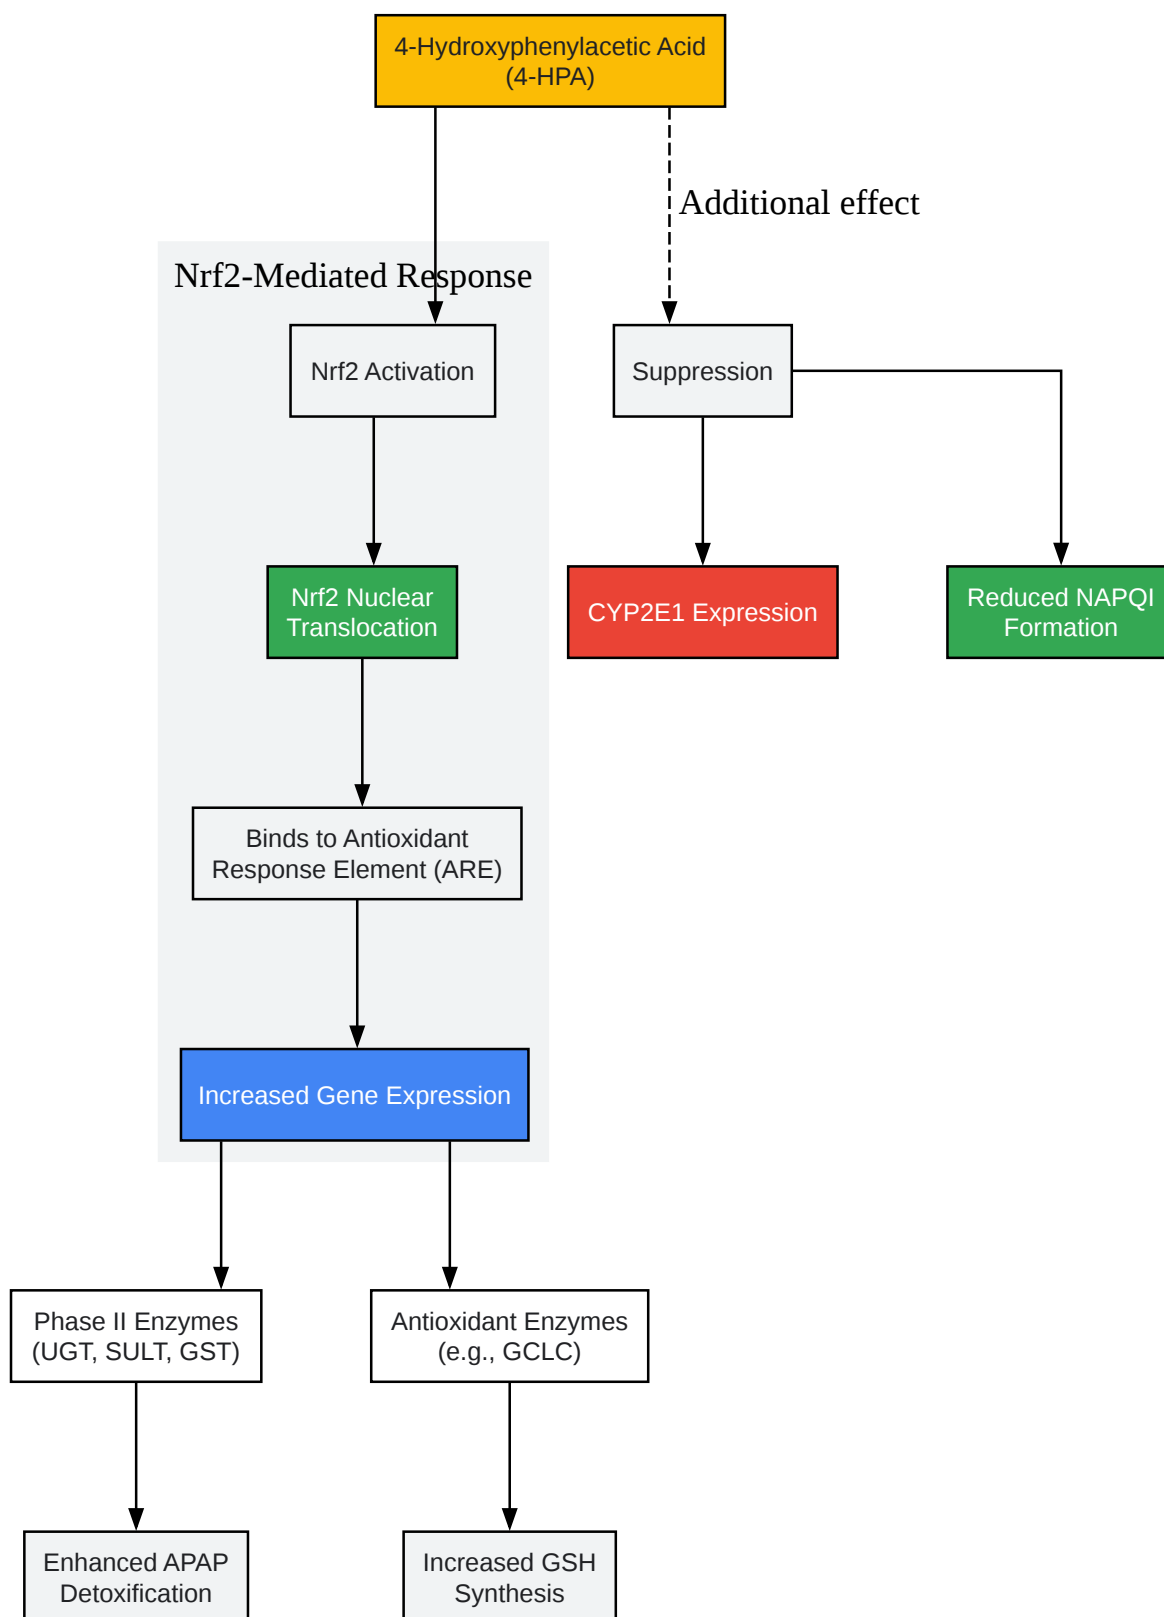 4-Hydroxyphenylacetic Acid
(4-HPA)
Additional effect
Nrf2-Mediated Response
Nrf2 Activation
Suppression
Nrf2 Nuclear
Translocation
CYP2E1 Expression
Reduced NAPQI
Formation
Binds to Antioxidant
Response Element (ARE)
Increased Gene Expression
Phase II Enzymes
(UGT, SULT, GST)
Antioxidant Enzymes
(e.g., GCLC)
Enhanced APAP
Detoxification
Increased GSH
Synthesis